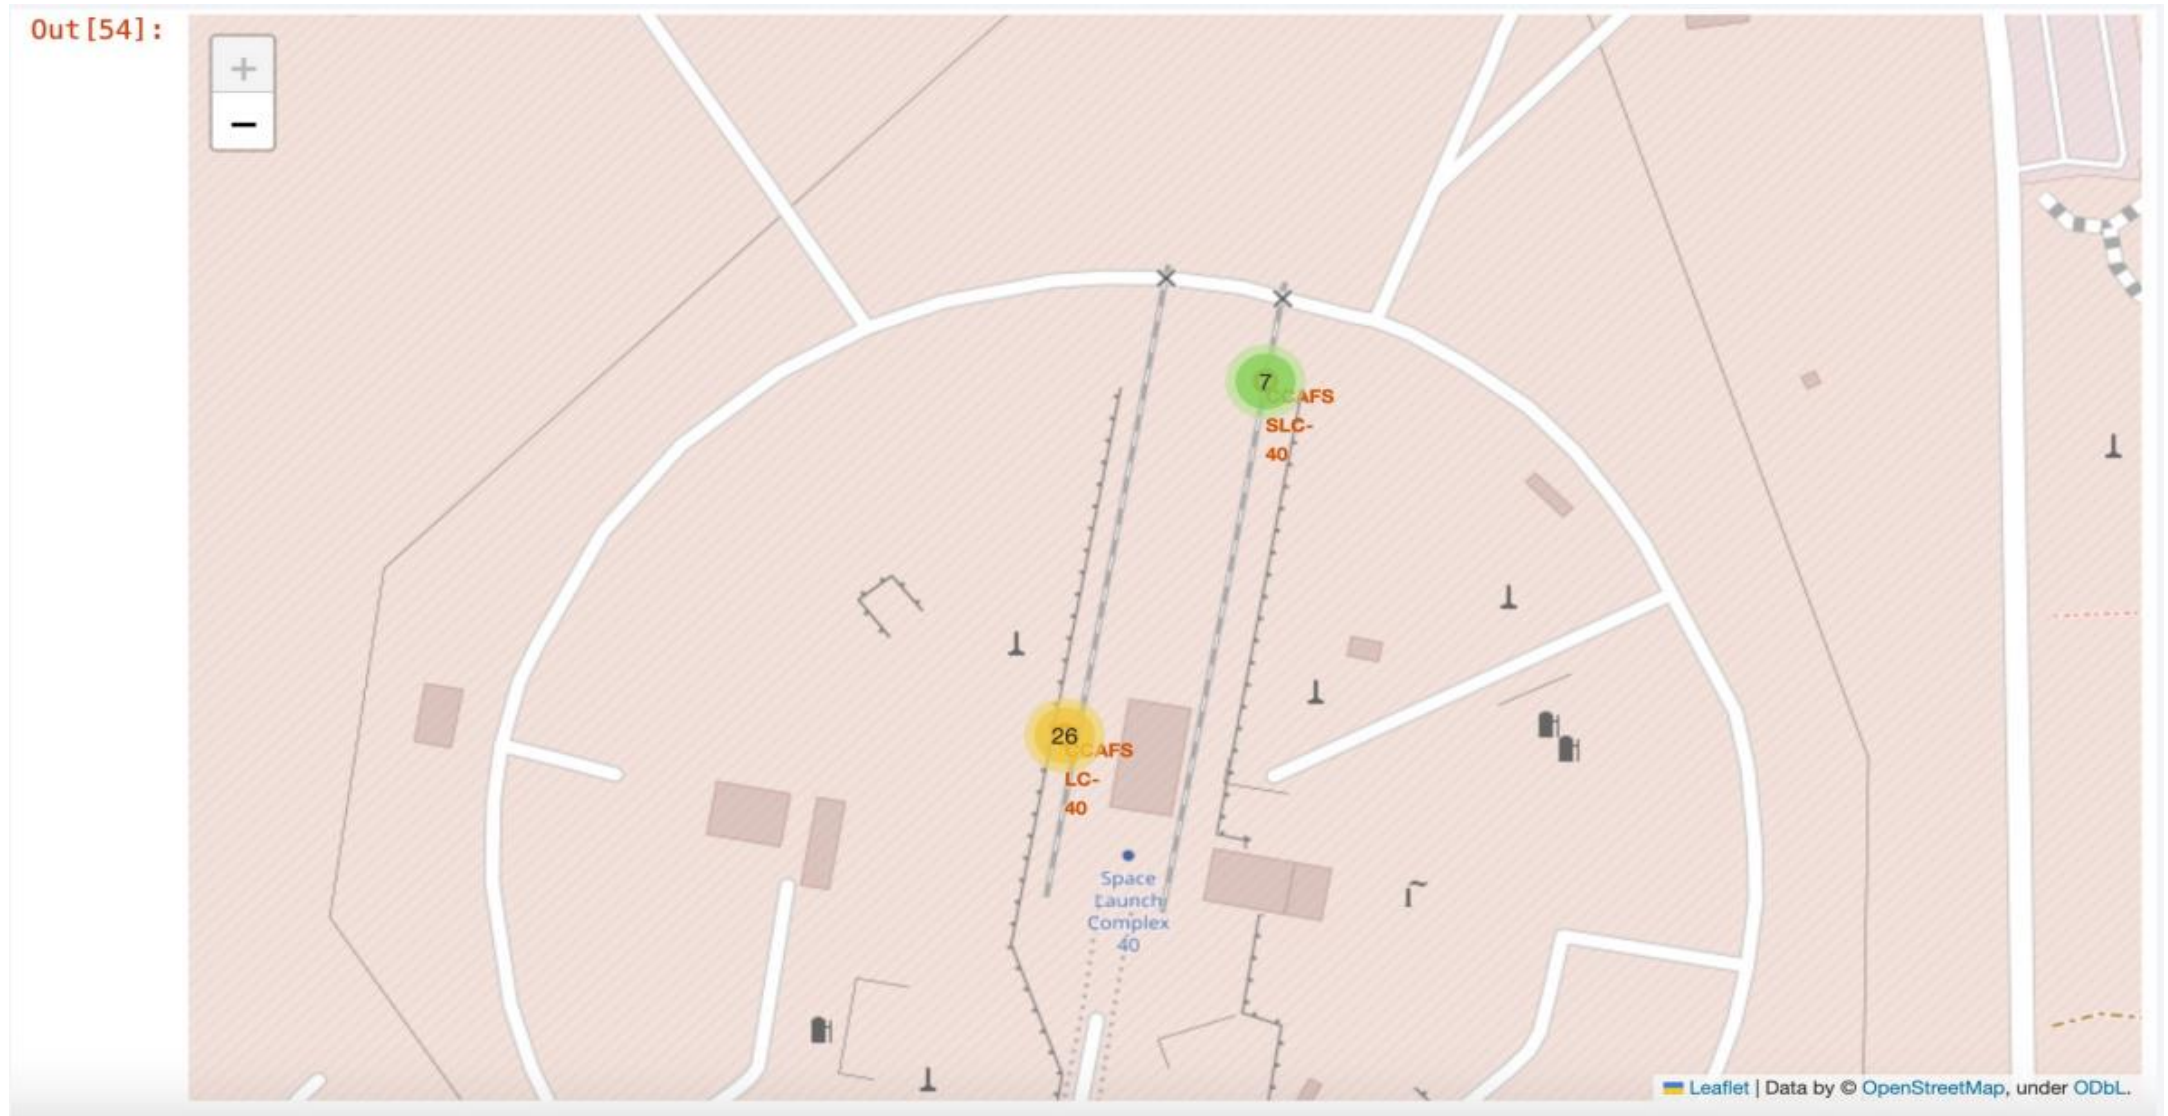 Out[54]:
+
−
7
CCAFS
SLC-
40
26
CCAFS
LC-
40
Space
Launch
Complex
40
Leaflet | Data by © OpenStreetMap, under ODbL.